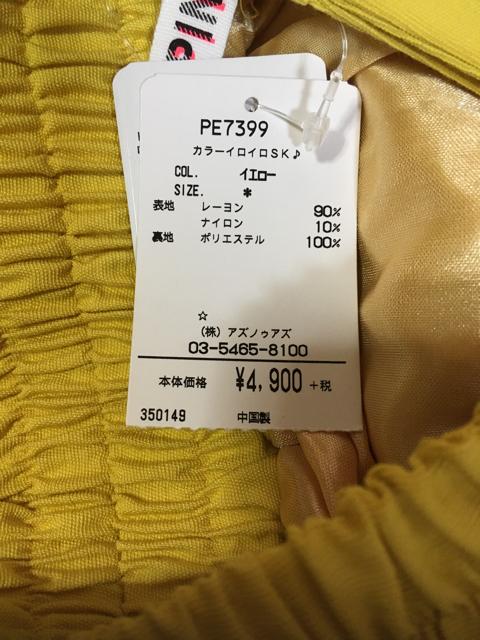 PE7399
カラーイロイロSK♪
COL. イエロー
SIZE. *
表地 レーヨン 90%
ナイロン 10%
裏地 ポリエステル 100%
☆
(株) アズノゥアズ
03-5465-8100
本体価格 ¥4,900 +税
350149 中国製